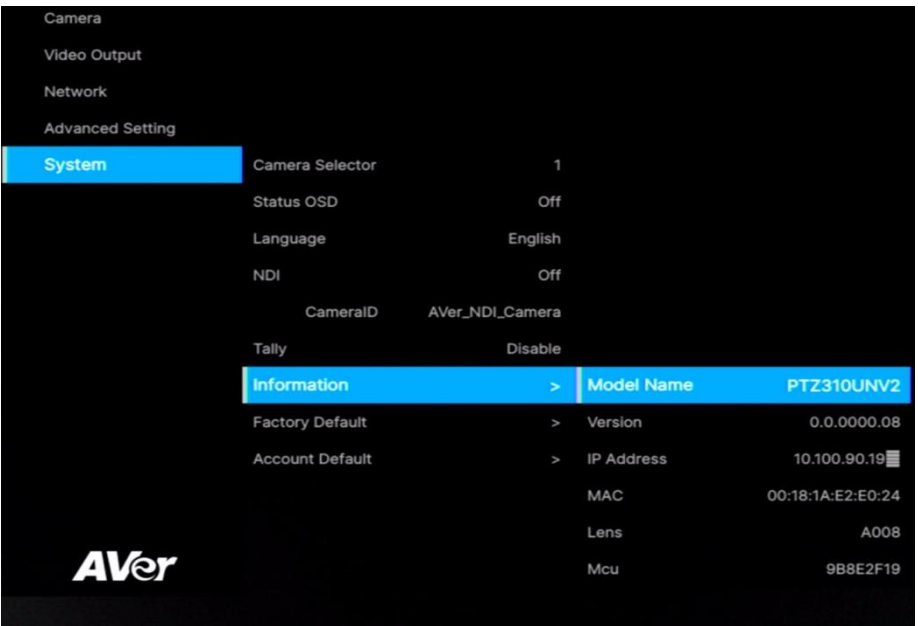 Camera
Video Output
Network
Advanced Setting
System
Camera Selector 1
Status OSD Off
Language English
NDI Off
CameraID AVer_NDI_Camera
Tally Disable
Information > Model Name PTZ310UNV2
Factory Default > Version 0.0.0000.08
Account Default > IP Address 10.100.90.19
MAC 00:18:1A:E2:E0:24
Lens A008
Mcu 9B8E2F19
AVer